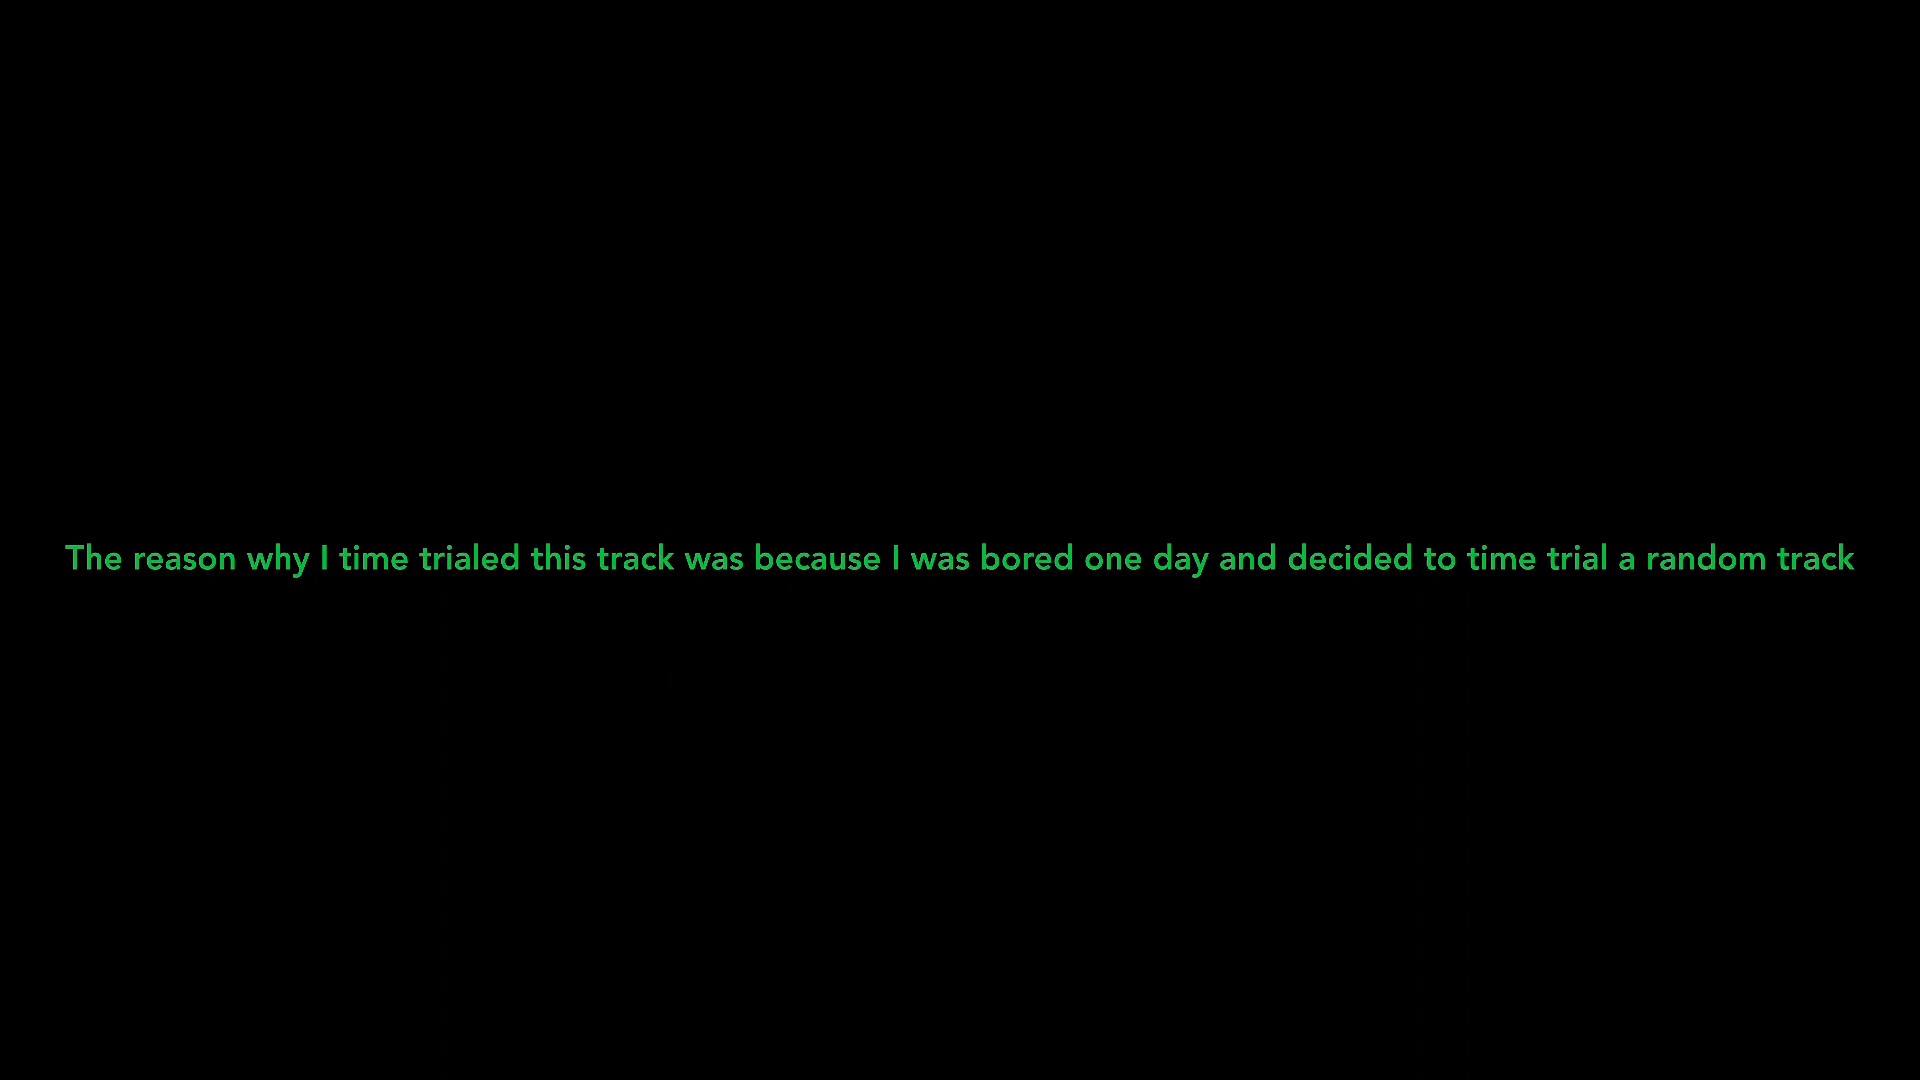 The reason why I time trialed this track was because I was bored one day and decided to time trial a random track